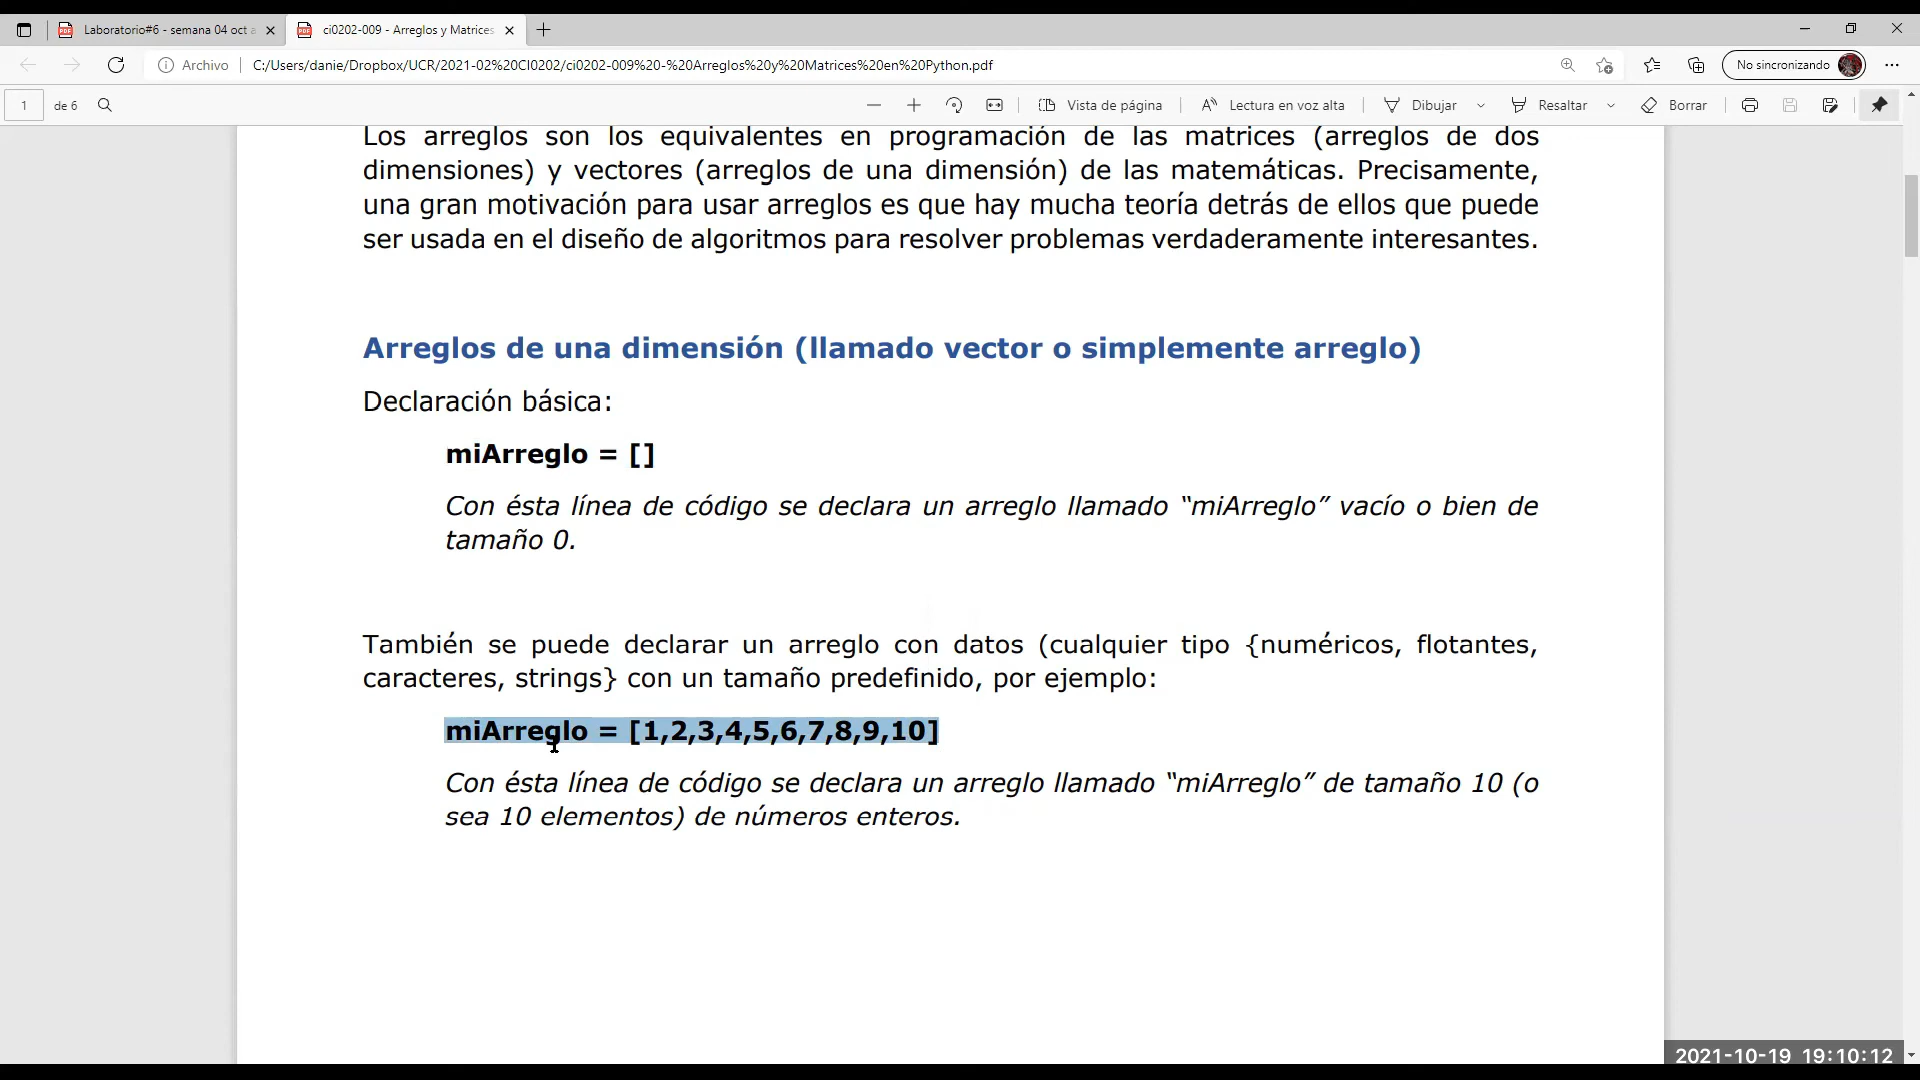 Laboratorio#6 - semana 04 oct a
ci0202-009 - Arreglos y Matrices
Archivo
C:/Users/danie/Dropbox/UCR/2021-02%20CI0202/ci0202-009%20-%20Arreglos%20y%20Matrices%20en%20Python.pdf
No sincronizando
1 de 6
Vista de página
Lectura en voz alta
Dibujar
Resaltar
Borrar
Los arreglos son los equivalentes en programación de las matrices (arreglos de dos
dimensiones) y vectores (arreglos de una dimensión) de las matemáticas. Precisamente,
una gran motivación para usar arreglos es que hay mucha teoría detrás de ellos que puede
ser usada en el diseño de algoritmos para resolver problemas verdaderamente interesantes.
Arreglos de una dimensión (llamado vector o simplemente arreglo)
Declaración básica:
miArreglo = []
Con ésta línea de código se declara un arreglo llamado “miArreglo” vacío o bien de
tamaño 0.
También se puede declarar un arreglo con datos (cualquier tipo {numéricos, flotantes,
caracteres, strings} con un tamaño predefinido, por ejemplo:
miArreglo = [1,2,3,4,5,6,7,8,9,10]
Con ésta línea de código se declara un arreglo llamado “miArreglo” de tamaño 10 (o
sea 10 elementos) de números enteros.
2021-10-19 19:10:12